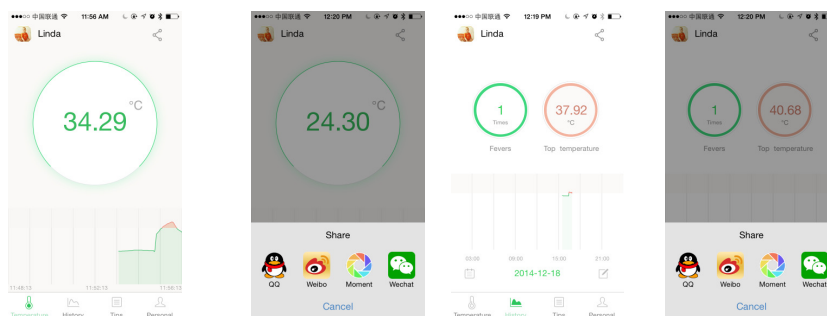 中国联通 11:56 AM
Linda
34.29 °C
11:48:13 11:52:13 11:56:13
Temperature History Tips Personal
中国联通 12:20 PM
Linda
24.30 °C
Share
QQ Weibo Moment Wechat
Cancel
中国联通 12:19 PM
Linda
1 Times 37.92 °C
Fevers Top temperature
03:00 09:00 15:00 21:00
2014-12-18
Temperature History Tips Personal
中国联通 12:20 PM
Linda
1 Times 40.68 °C
Fevers Top temperature
Share
QQ Weibo Moment Wechat
Cancel